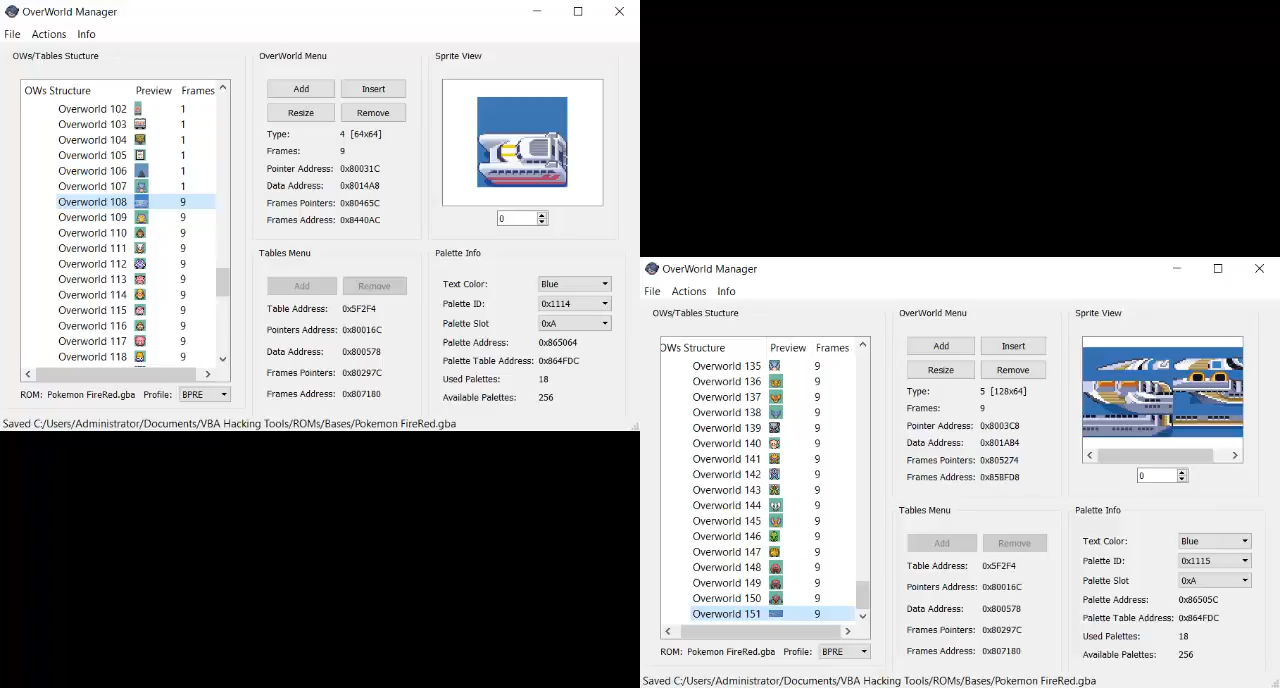 OverWorld Manager
File Actions Info
OWs/Tables Stucture
OWs Structure Preview Frames
Overworld 102 1
Overworld 103 1
Overworld 104 1
Overworld 105 1
Overworld 106 1
Overworld 107 1
Overworld 108 9
Overworld 109 9
Overworld 110 9
Overworld 111 9
Overworld 112 9
Overworld 113 9
Overworld 114 9
Overworld 115 9
Overworld 116 9
Overworld 117 9
Overworld 118 9
ROM: Pokemon FireRed.gba Profile: BPRE
OverWorld Menu
Add Insert
Resize Remove
Type: 4 [64x64]
Frames: 9
Pointer Address: 0x80031C
Data Address: 0x8014A8
Frames Pointers: 0x80465C
Frames Address: 0x8440AC
Tables Menu
Add Remove
Table Address: 0x5F2F4
Pointers Address: 0x80016C
Data Address: 0x800578
Frames Pointers: 0x80297C
Frames Address: 0x807180
Sprite View
0
Palette Info
Text Color: Blue
Palette ID: 0x1114
Palette Slot 0xA
Palette Address: 0x865064
Palette Table Address: 0x864FDC
Used Palettes: 18
Available Palettes: 256
Saved C:/Users/Administrator/Documents/VBA Hacking Tools/ROMs/Bases/Pokemon FireRed.gba
OverWorld Manager
File Actions Info
OWs/Tables Stucture
OWs Structure Preview Frames
Overworld 135 9
Overworld 136 9
Overworld 137 9
Overworld 138 9
Overworld 139 9
Overworld 140 9
Overworld 141 9
Overworld 142 9
Overworld 143 9
Overworld 144 9
Overworld 145 9
Overworld 146 9
Overworld 147 9
Overworld 148 9
Overworld 149 9
Overworld 150 9
Overworld 151 9
ROM: Pokemon FireRed.gba Profile: BPRE
OverWorld Menu
Add Insert
Resize Remove
Type: 5 [128x64]
Frames: 9
Pointer Address: 0x8003C8
Data Address: 0x801AB4
Frames Pointers: 0x805274
Frames Address: 0x85BFD8
Tables Menu
Add Remove
Table Address: 0x5F2F4
Pointers Address: 0x80016C
Data Address: 0x800578
Frames Pointers: 0x80297C
Frames Address: 0x807180
Sprite View
0
Palette Info
Text Color: Blue
Palette ID: 0x1115
Palette Slot 0xA
Palette Address: 0x86505C
Palette Table Address: 0x864FDC
Used Palettes: 18
Available Palettes: 256
Saved C:/Users/Administrator/Documents/VBA Hacking Tools/ROMs/Bases/Pokemon FireRed.gba